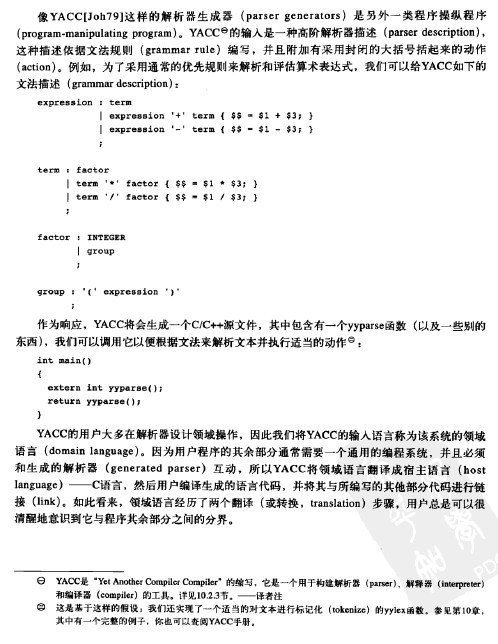 像YACC[Joh79]这样的解析器生成器（parser generators）是另外一类程序操纵程序
（program-manipulating program）。YACC㊀的输入是一种高阶解析器描述（parser description），
这种描述依据文法规则（grammar rule）编写，并且附加有采用封闭的大括号括起来的动作
（action）。例如，为了采用通常的优先规则来解析和评估算术表达式，我们可以给YACC如下的
文法描述（grammar description）：
expression : term
| expression '+' term { $$ = $1 + $3; }
| expression '-' term { $$ = $1 - $3; }
;
term : factor
| term '*' factor { $$ = $1 * $3; }
| term '/' factor { $$ = $1 / $3; }
;
factor : INTEGER
| group
;
group : '(' expression ')'
;
作为响应，YACC将会生成一个C/C++源文件，其中包含有一个yyparse函数（以及一些别的
东西），我们可以调用它以便根据文法来解析文本并执行适当的动作㊁：
int main()
{
extern int yyparse();
return yyparse();
}
YACC的用户大多在解析器设计领域操作，因此我们将YACC的输入语言称为该系统的领域
语言（domain language）。因为用户程序的其余部分通常需要一个通用的编程系统，并且必须
和生成的解析器（generated parser）互动，所以YACC将领域语言翻译成宿主语言（host
language）——C语言，然后用户编译生成的语言代码，并将其与所编写的其他部分代码进行链
接（link）。如此看来，领域语言经历了两个翻译（或转换，translation）步骤，用户总是可以很
清醒地意识到它与程序其余部分之间的分界。
㊀ YACC是“Yet Another Compiler Compiler”的缩写，它是一个用于构建解析器（parser）、解释器（interpreter）
和编译器（compiler）的工具。详见10.2.3节。——译者注
㊁ 这是基于这样的假设：我们还实现了一个适当的对文本进行标记化（tokenize）的yylex函数。参见第10章，
其中有一个完整的例子，你也可以查阅YACC手册。
PDF